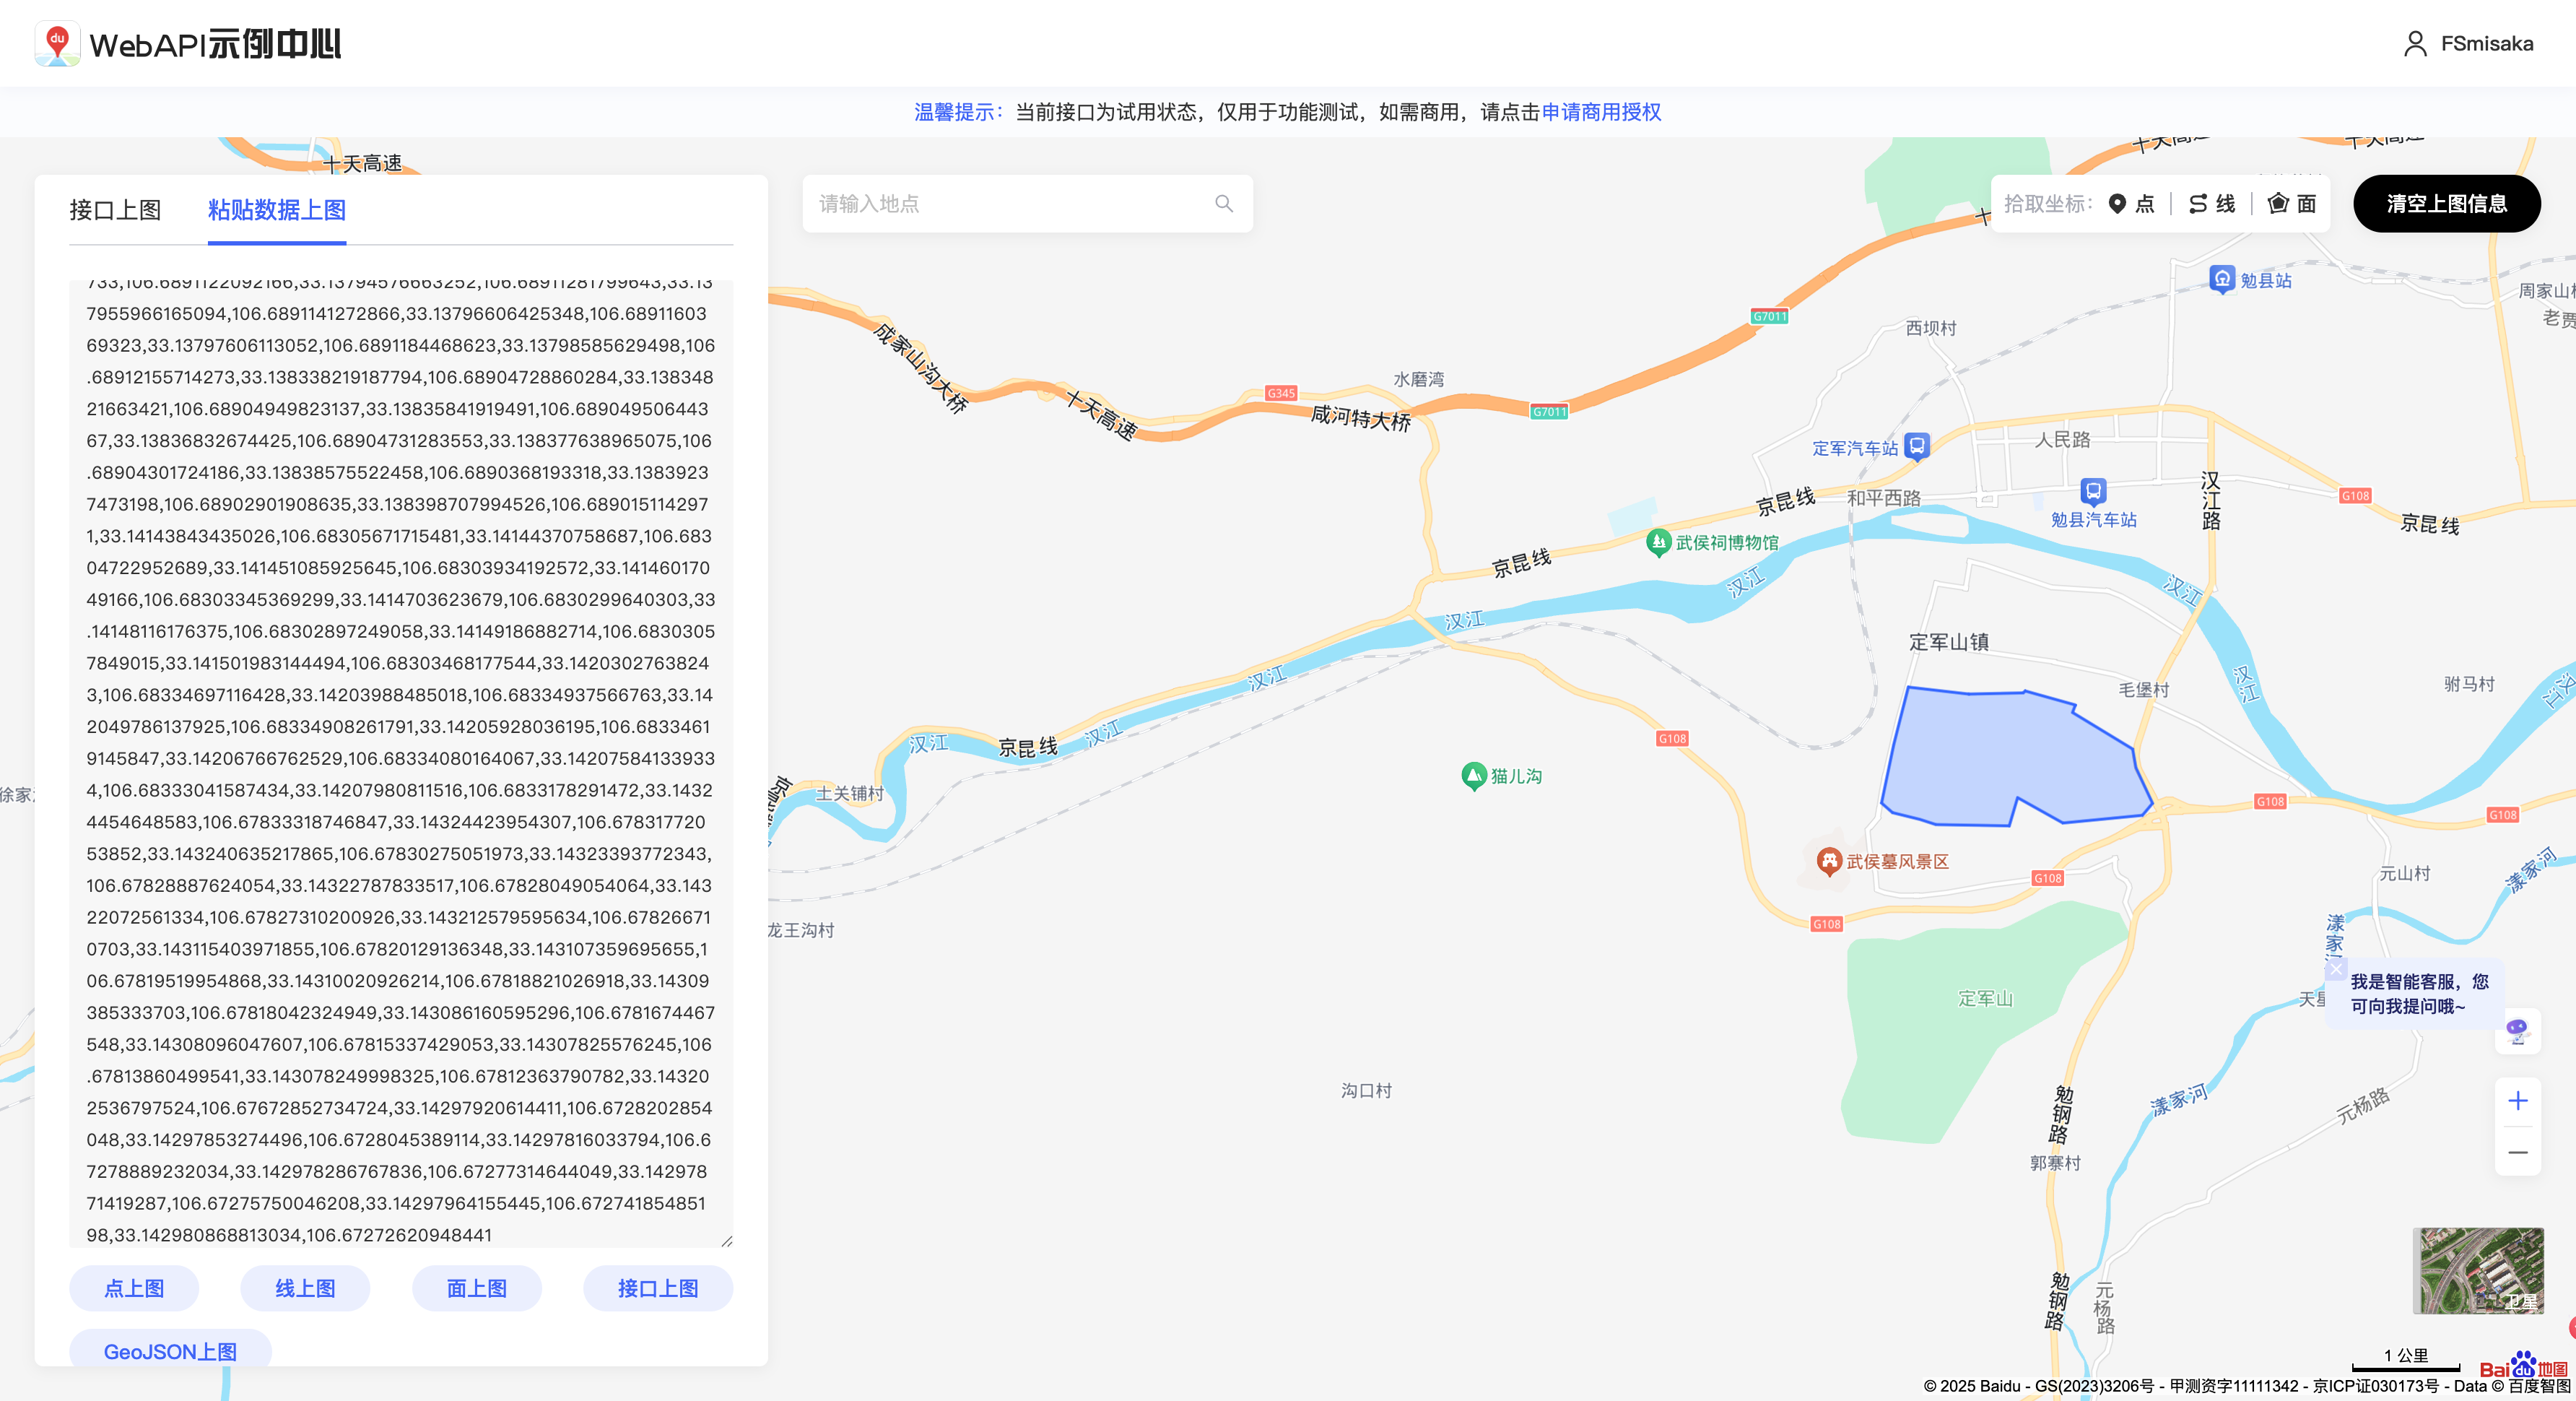 WebAPI示例中心
FSmisaka
温馨提示：当前接口为试用状态，仅用于功能测试，如需商用，请点击申请商用授权
接口上图
粘贴数据上图
733,106.6891122092166,33.13794576663252,106.68911281799643,33.13
7955966165094,106.6891141272866,33.13796606425348,106.68911603
69323,33.13797606113052,106.6891184468623,33.13798585629498,106
.68912155714273,33.138338219187794,106.68904728860284,33.138348
21663421,106.68904949823137,33.13835841919491,106.689049506443
67,33.13836832674425,106.68904731283553,33.138377638965075,106
.68904301724186,33.13838575522458,106.6890368193318,33.1383923
7473198,106.68902901908635,33.138398707994526,106.689015114297
1,33.14143843435026,106.68305671715481,33.14144370758687,106.683
04722952689,33.141451085925645,106.68303934192572,33.141460170
49166,106.68303345369299,33.1414703623679,106.6830299640303,33
.14148116176375,106.68302897249058,33.14149186882714,106.6830305
7849015,33.141501983144494,106.68303468177544,33.1420302763824
3,106.68334697116428,33.14203988485018,106.68334937566763,33.14
2049786137925,106.68334908261791,33.14205928036195,106.6833461
9145847,33.14206766762529,106.68334080164067,33.14207584133933
4,106.68333041587434,33.14207980811516,106.6833178291472,33.1432
4454648583,106.67833318746847,33.14324423954307,106.678317720
53852,33.143240635217865,106.67830275051973,33.14323393772343,
106.67828887624054,33.14322787833517,106.67828049054064,33.143
22072561334,106.67827310200926,33.143212579595634,106.67826671
0703,33.143115403971855,106.67820129136348,33.143107359695655,1
06.67819519954868,33.14310020926214,106.67818821026918,33.14309
385333703,106.67818042324949,33.143086160595296,106.6781674467
548,33.14308096047607,106.67815337429053,33.14307825576245,106
.67813860499541,33.143078249998325,106.67812363790782,33.14320
2536797524,106.67672852734724,33.14297920614411,106.6728202854
048,33.14297853274496,106.6728045389114,33.14297816033794,106.6
7278889232034,33.142978286767836,106.67277314644049,33.142978
71419287,106.67275750046208,33.14297964155445,106.672741854851
98,33.142980868813034,106.67272620948441
点上图
线上图
面上图
接口上图
GeoJSON上图
请输入地点
拾取坐标：
点
线
面
清空上图信息
十天高速
勉县站
周家山
西坝村
G7011
成家山沟大桥
水磨湾
G345
十天高速
咸河特大桥
G7011
定军汽车站
人民路
汉江路
和平西路
京昆线
勉县汽车站
G108
京昆线
武侯祠博物馆
京昆线
汉江
汉江
汉江
定军山镇
汉江
毛堡村
汉江
驸马村
汉江
京昆线
汉江
G108
猫儿沟
土关铺村
徐家
G108
G108
武侯墓风景区
元山村
G108
漾家河
G108
龙王沟村
我是智能客服，您
可向我提问哦~
定军山
沟口村
漾家河
元杨路
勉钢路
郭寨村
勉钢路
元杨路
卫星
1 公里
Bai du 地图
© 2025 Baidu - GS(2023)3206号 - 甲测资字11111342 - 京ICP证030173号 - Data © 百度智图